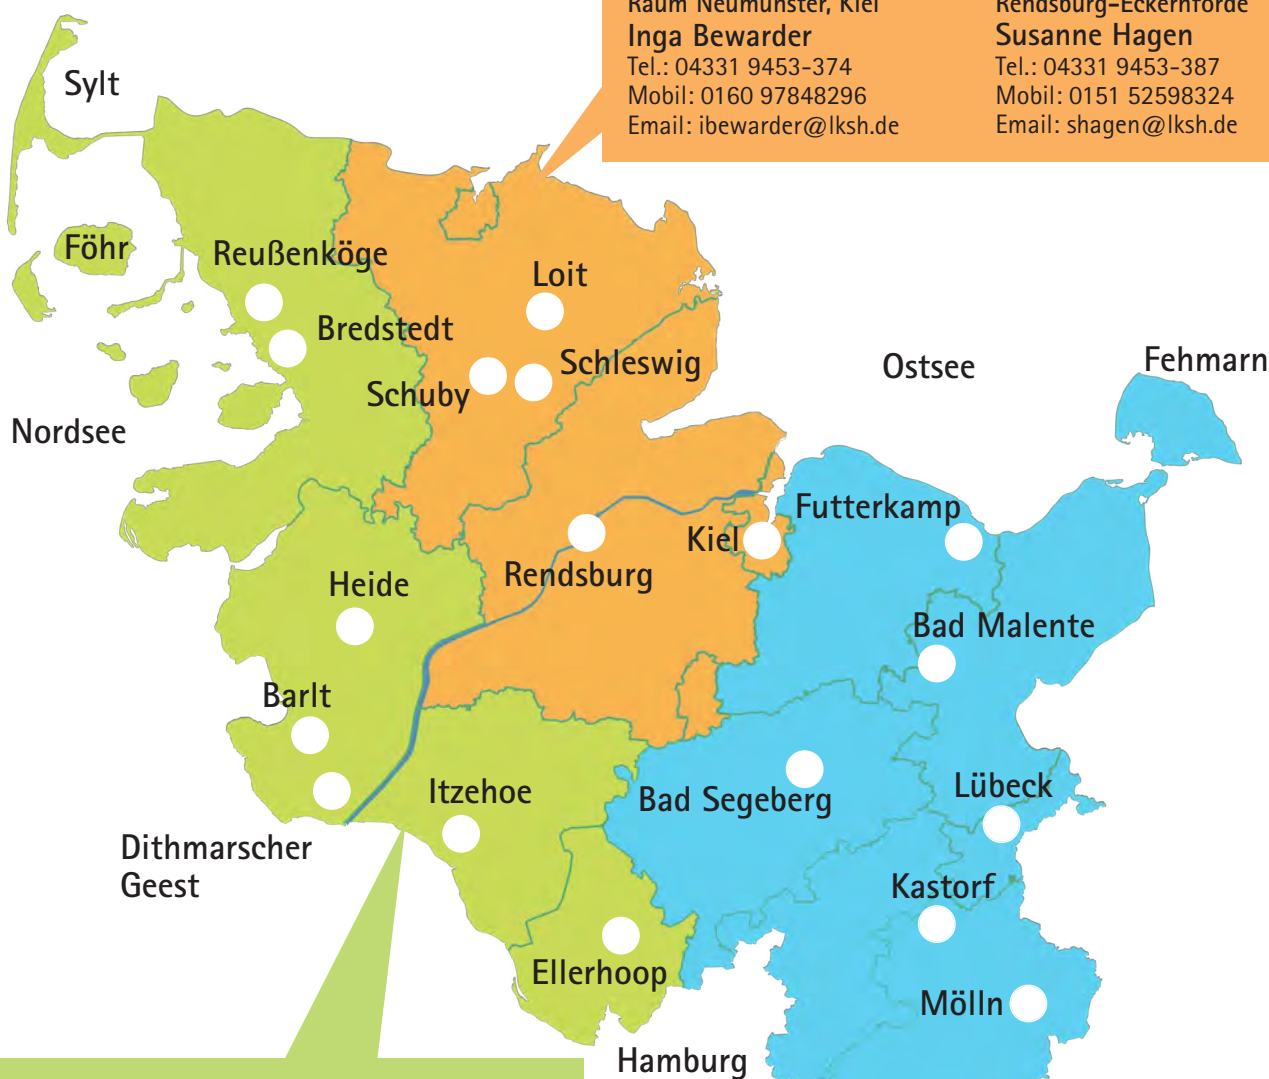 Raum Neumünster, Kiel
Inga Bewarder
Tel.: 04331 9453-374
Mobil: 0160 97848296
Email: ibewarder@lksh.de
Rendsburg-Eckernförde
Susanne Hagen
Tel.: 04331 9453-387
Mobil: 0151 52598324
Email: shagen@lksh.de
Sylt
Föhr
Reußenköge
Loit
Bredstedt
Schleswig
Schuby
Ostsee
Fehmarn
Nordsee
Futterkamp
Kiel
Rendsburg
Heide
Bad Malente
Barlt
Itzehoe
Bad Segeberg
Lübeck
Dithmarscher
Geest
Kastorf
Ellerhoop
Mölln
Hamburg